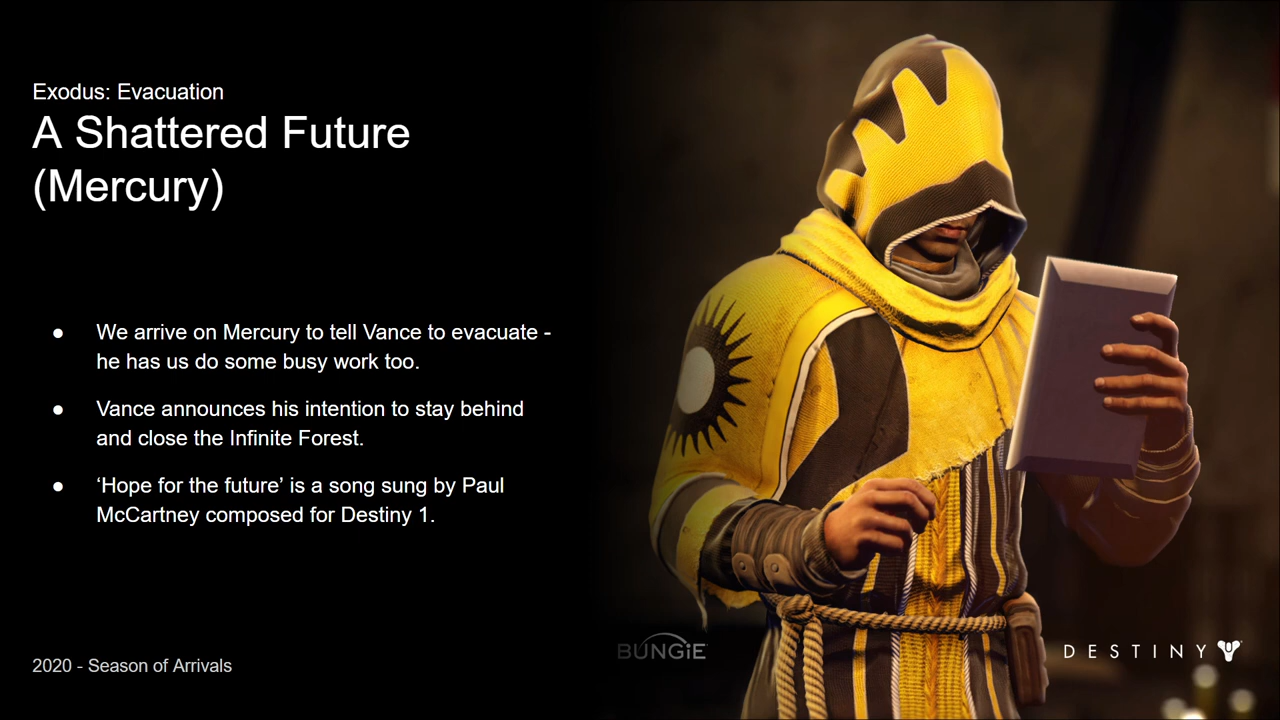 Exodus: Evacuation
A Shattered Future
(Mercury)
● We arrive on Mercury to tell Vance to evacuate -
he has us do some busy work too.
● Vance announces his intention to stay behind
and close the Infinite Forest.
● ‘Hope for the future’ is a song sung by Paul
McCartney composed for Destiny 1.
2020 - Season of Arrivals
BUNGiE
DESTINY